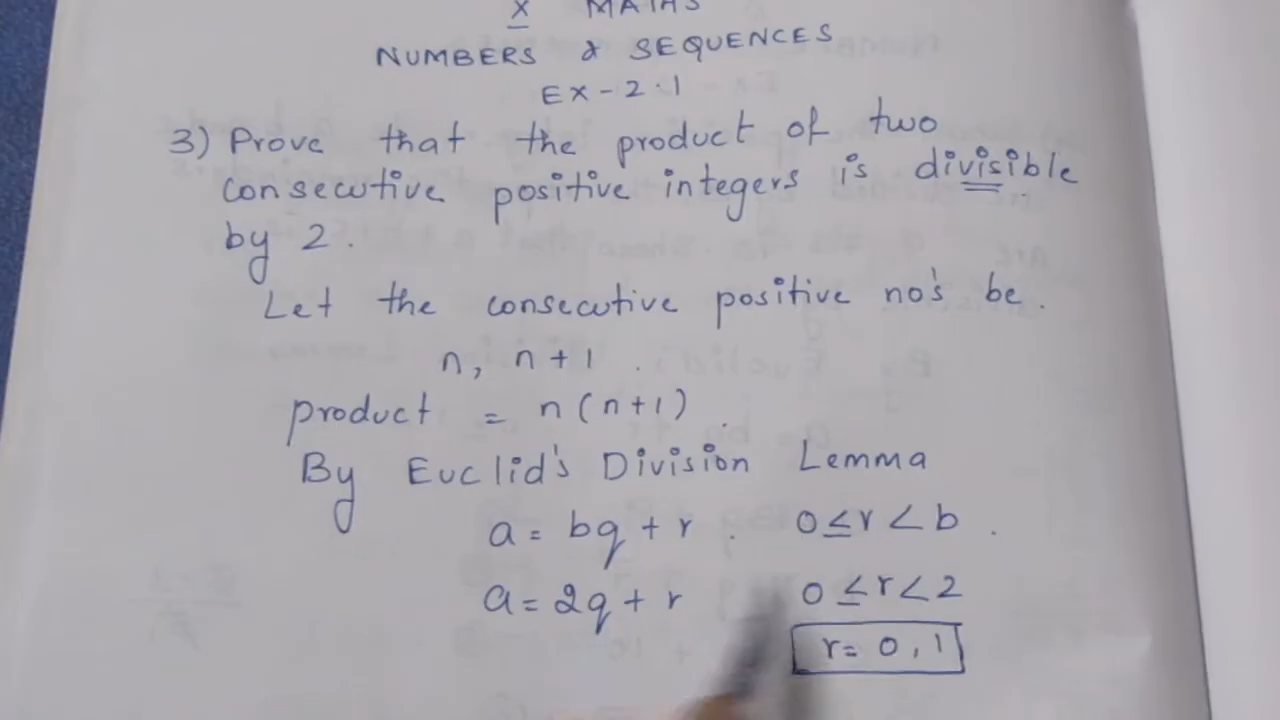 X MATHS
NUMBERS & SEQUENCES
EX-2.1
3) Prove that the product of two
consecutive positive integers is divisible
by 2.
Let the consecutive positive no's be.
n, n+1.
product = n(n+1)
By Euclid's Division Lemma
a = bq + r. 0≤r<b.
a = 2q + r 0≤r<2
r= 0,1